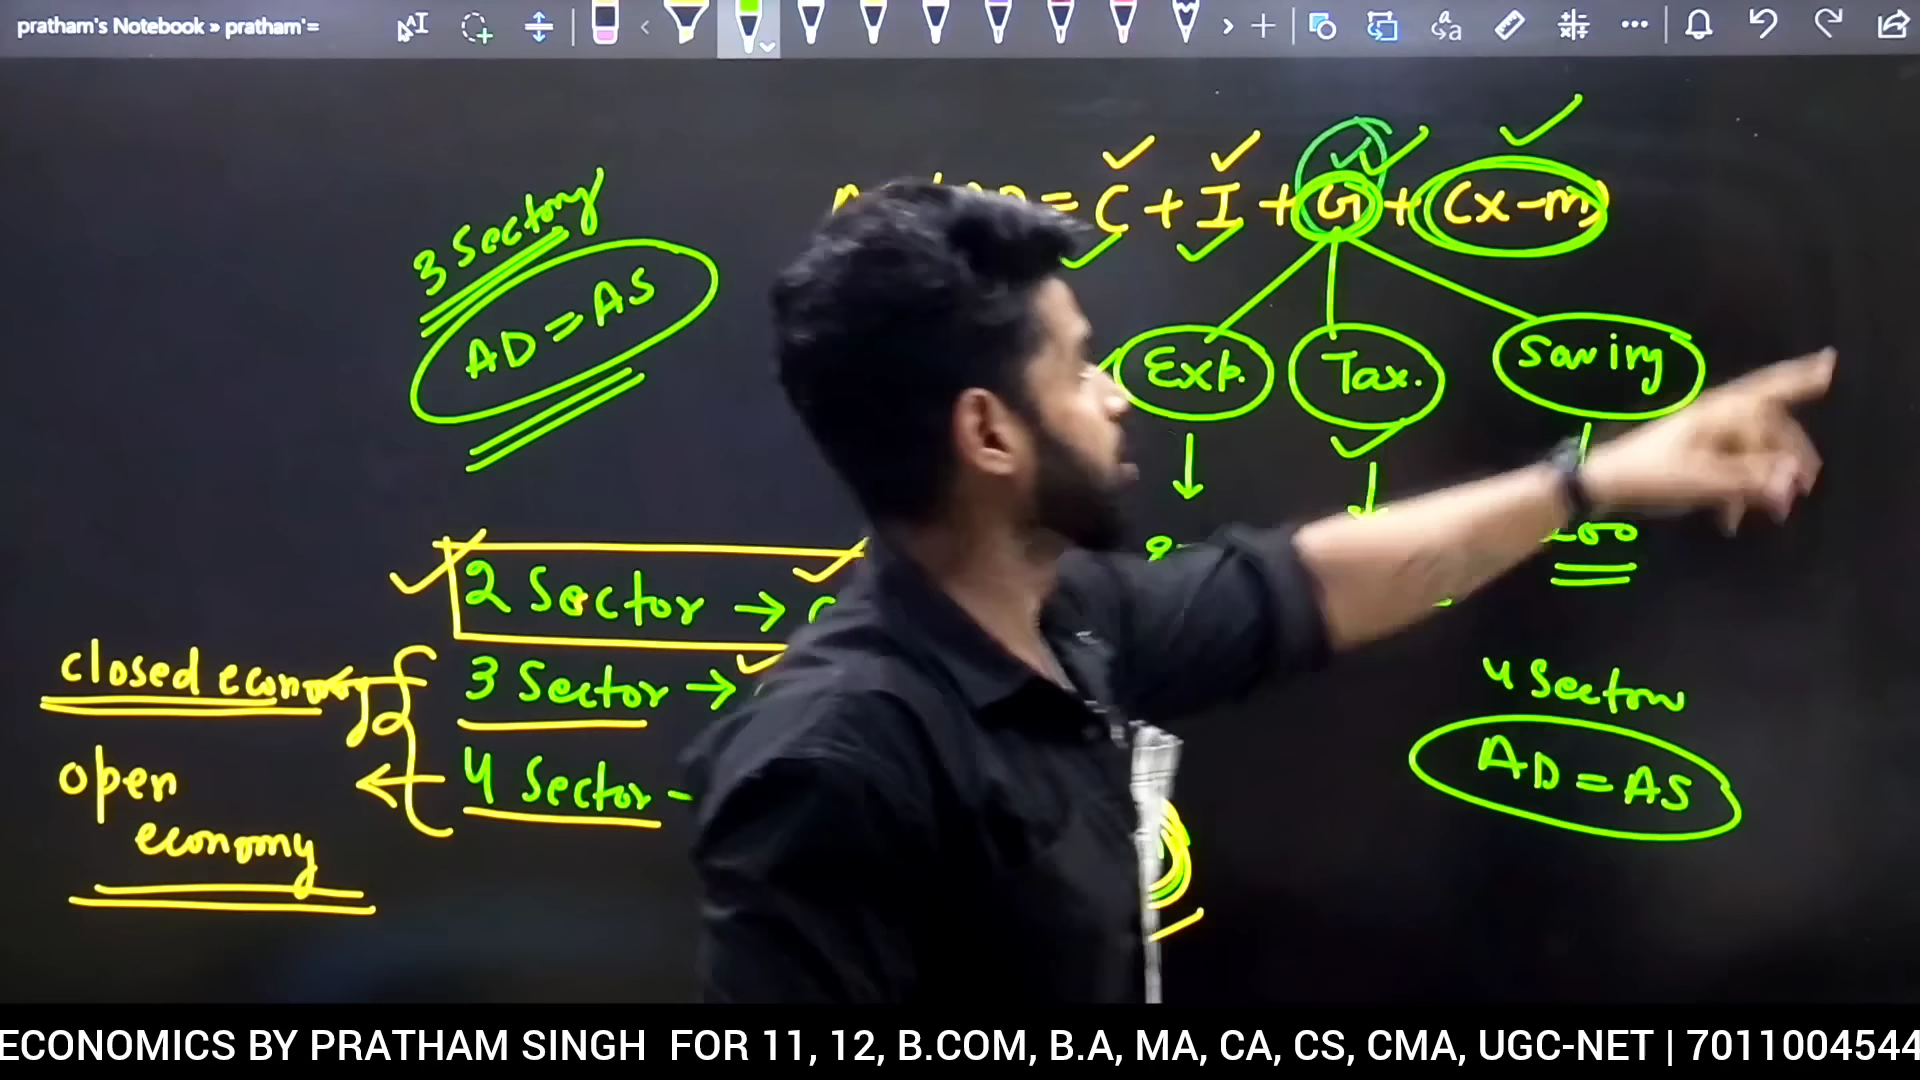 pratham's Notebook » pratham'=
= C + I + G + (x-m)
3 Sectory
AD = AS
Exp. Tax. Saving
2 Sector →
closed economy
3 Sector →
4 Sector -
open
economy
4 Sector
AD = AS
ECONOMICS BY PRATHAM SINGH FOR 11, 12, B.COM, B.A, MA, CA, CS, CMA, UGC-NET | 7011004544